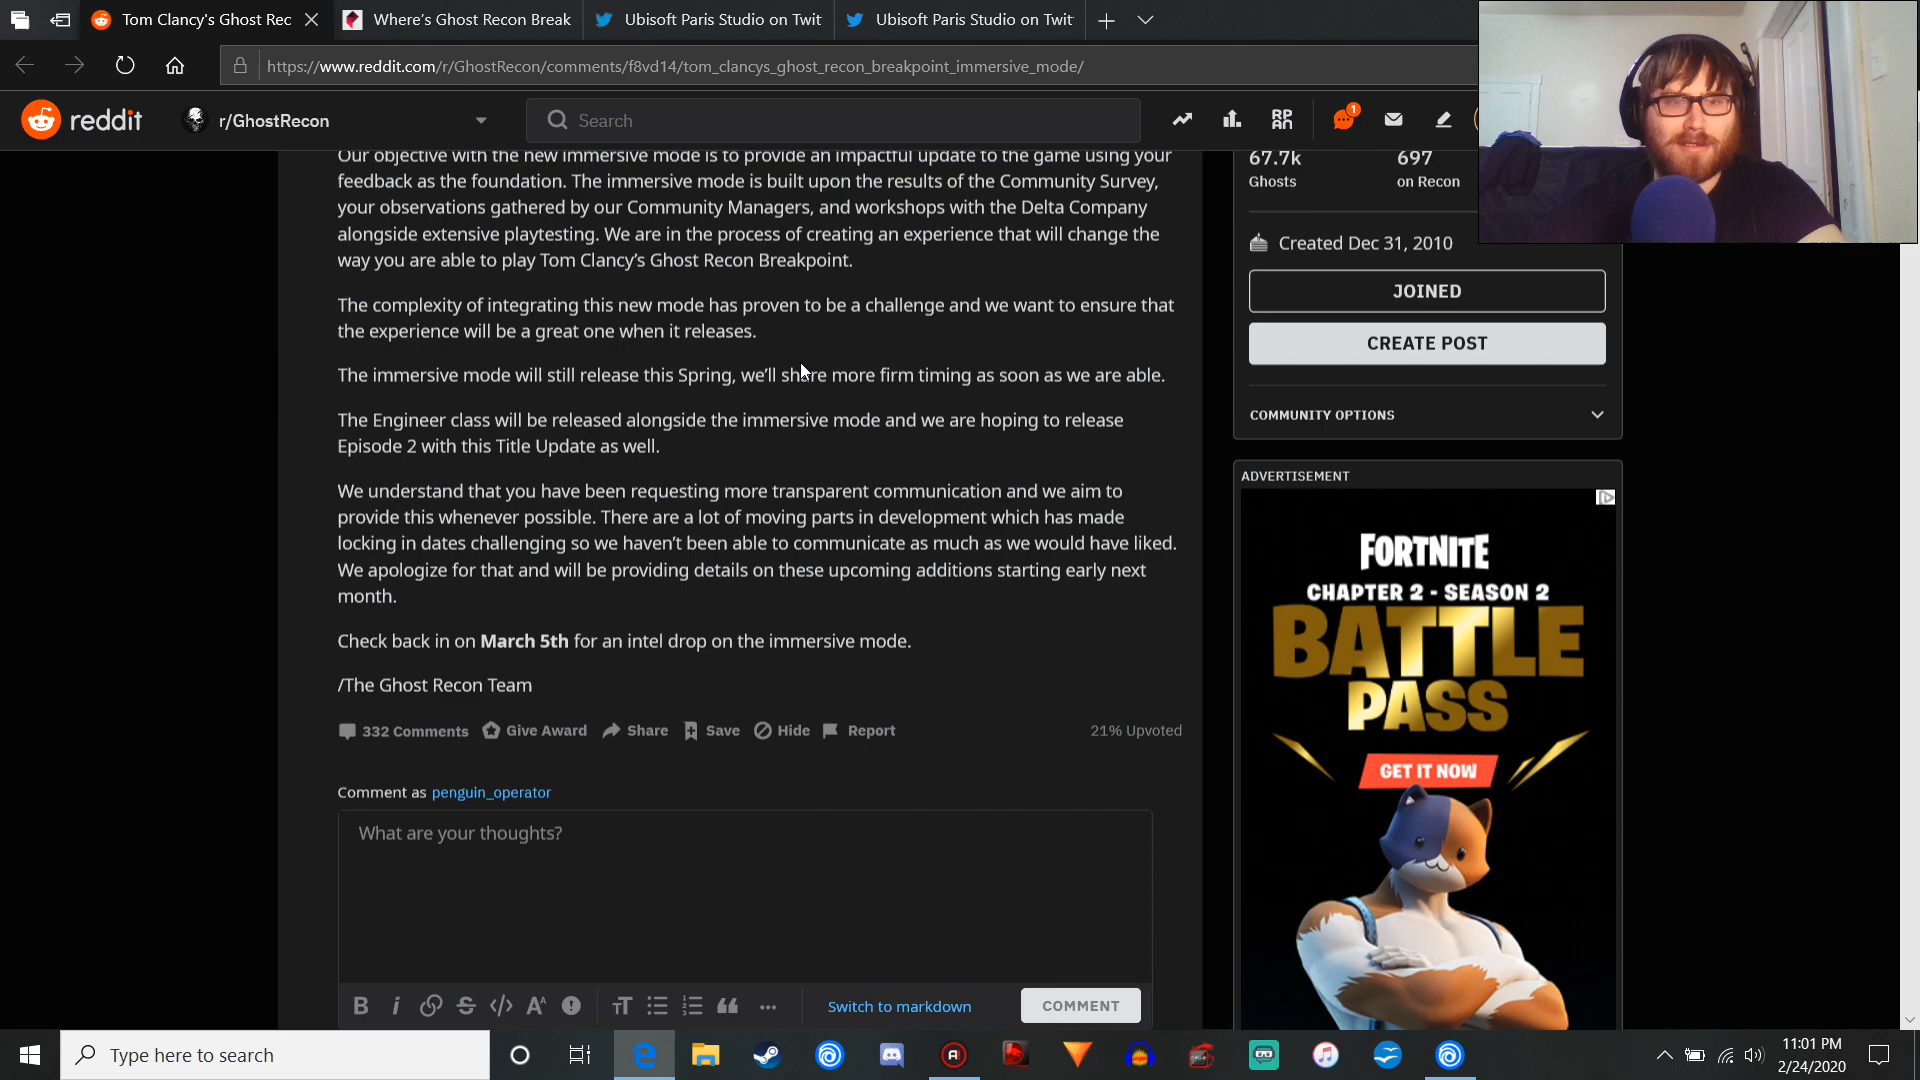 Tom Clancy's Ghost Rec
Where's Ghost Recon Break
Ubisoft Paris Studio on Twit
Ubisoft Paris Studio on Twit
https://www.reddit.com/r/GhostRecon/comments/f8vd14/tom_clancys_ghost_recon_breakpoint_immersive_mode/
reddit
r/GhostRecon
Search
1
Our objective with the new immersive mode is to provide an impactful update to the game using your
feedback as the foundation. The immersive mode is built upon the results of the Community Survey,
your observations gathered by our Community Managers, and workshops with the Delta Company
alongside extensive playtesting. We are in the process of creating an experience that will change the
way you are able to play Tom Clancy's Ghost Recon Breakpoint.
The complexity of integrating this new mode has proven to be a challenge and we want to ensure that
the experience will be a great one when it releases.
The immersive mode will still release this Spring, we'll share more firm timing as soon as we are able.
The Engineer class will be released alongside the immersive mode and we are hoping to release
Episode 2 with this Title Update as well.
We understand that you have been requesting more transparent communication and we aim to
provide this whenever possible. There are a lot of moving parts in development which has made
locking in dates challenging so we haven't been able to communicate as much as we would have liked.
We apologize for that and will be providing details on these upcoming additions starting early next
month.
Check back in on March 5th for an intel drop on the immersive mode.
/The Ghost Recon Team
332 Comments
Give Award
Share
Save
Hide
Report
21% Upvoted
Comment as penguin_operator
What are your thoughts?
Switch to markdown
COMMENT
67.7k
697
Ghosts
on Recon
Created Dec 31, 2010
JOINED
CREATE POST
COMMUNITY OPTIONS
ADVERTISEMENT
FORTNITE
CHAPTER 2 - SEASON 2
BATTLE
PASS
GET IT NOW
Type here to search
11:01 PM
2/24/2020